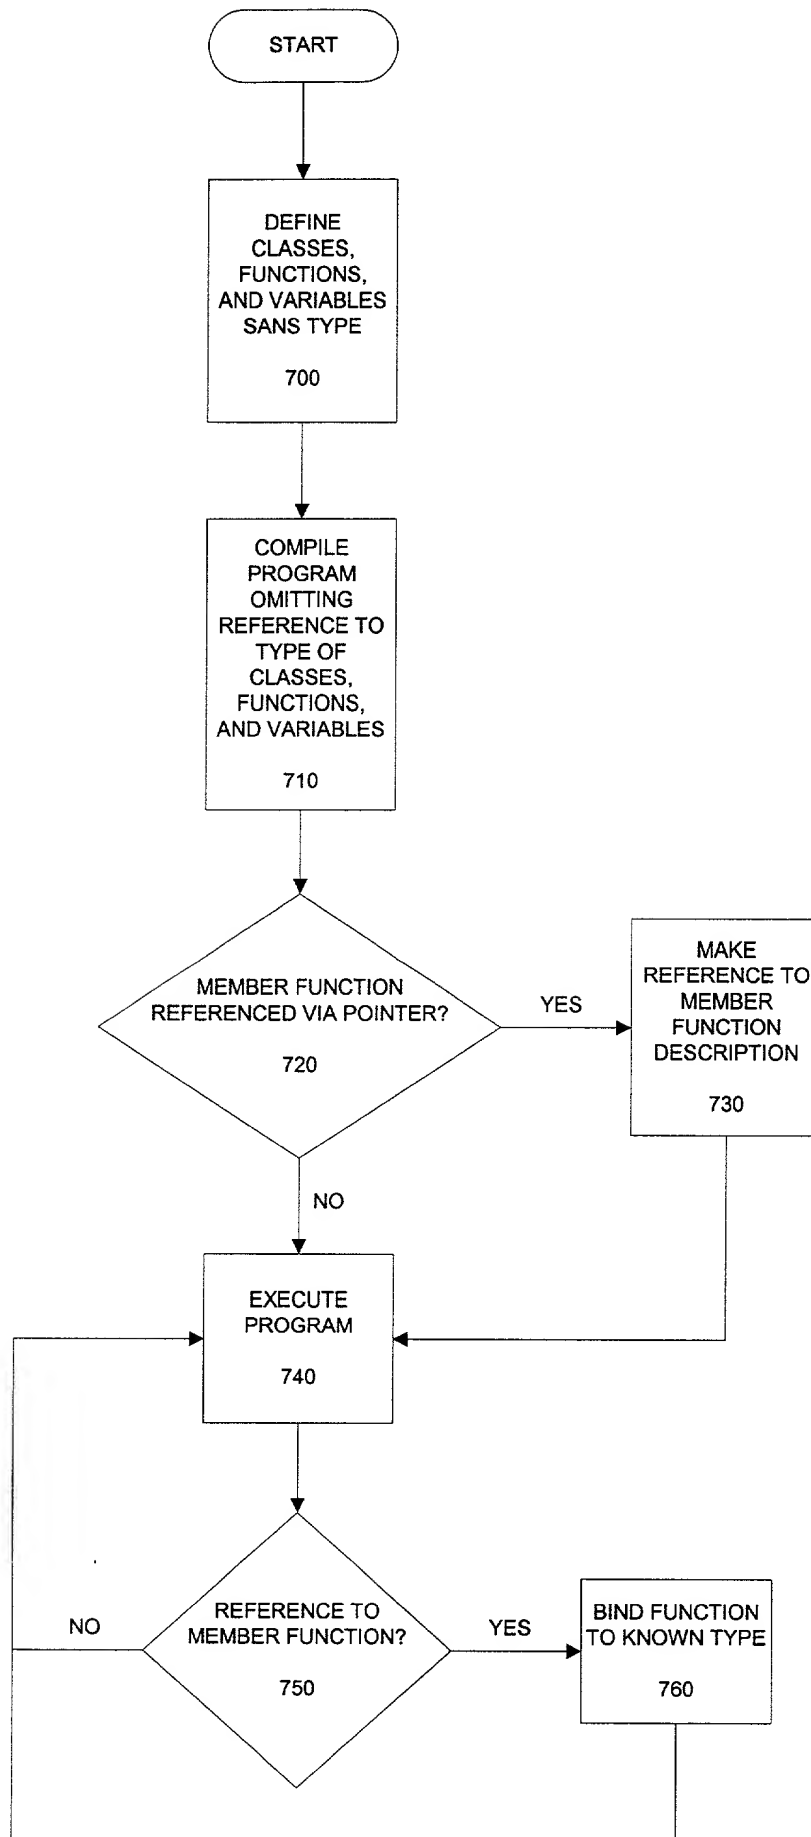 START
DEFINE
CLASSES,
FUNCTIONS,
AND VARIABLES
SANS TYPE
700
COMPILE
PROGRAM
OMITTING
REFERENCE TO
TYPE OF
CLASSES,
FUNCTIONS,
AND VARIABLES
710
MEMBER FUNCTION
REFERENCED VIA POINTER?
720
YES
MAKE
REFERENCE TO
MEMBER
FUNCTION
DESCRIPTION
730
NO
EXECUTE
PROGRAM
740
NO
REFERENCE TO
MEMBER FUNCTION?
750
YES
BIND FUNCTION
TO KNOWN TYPE
760